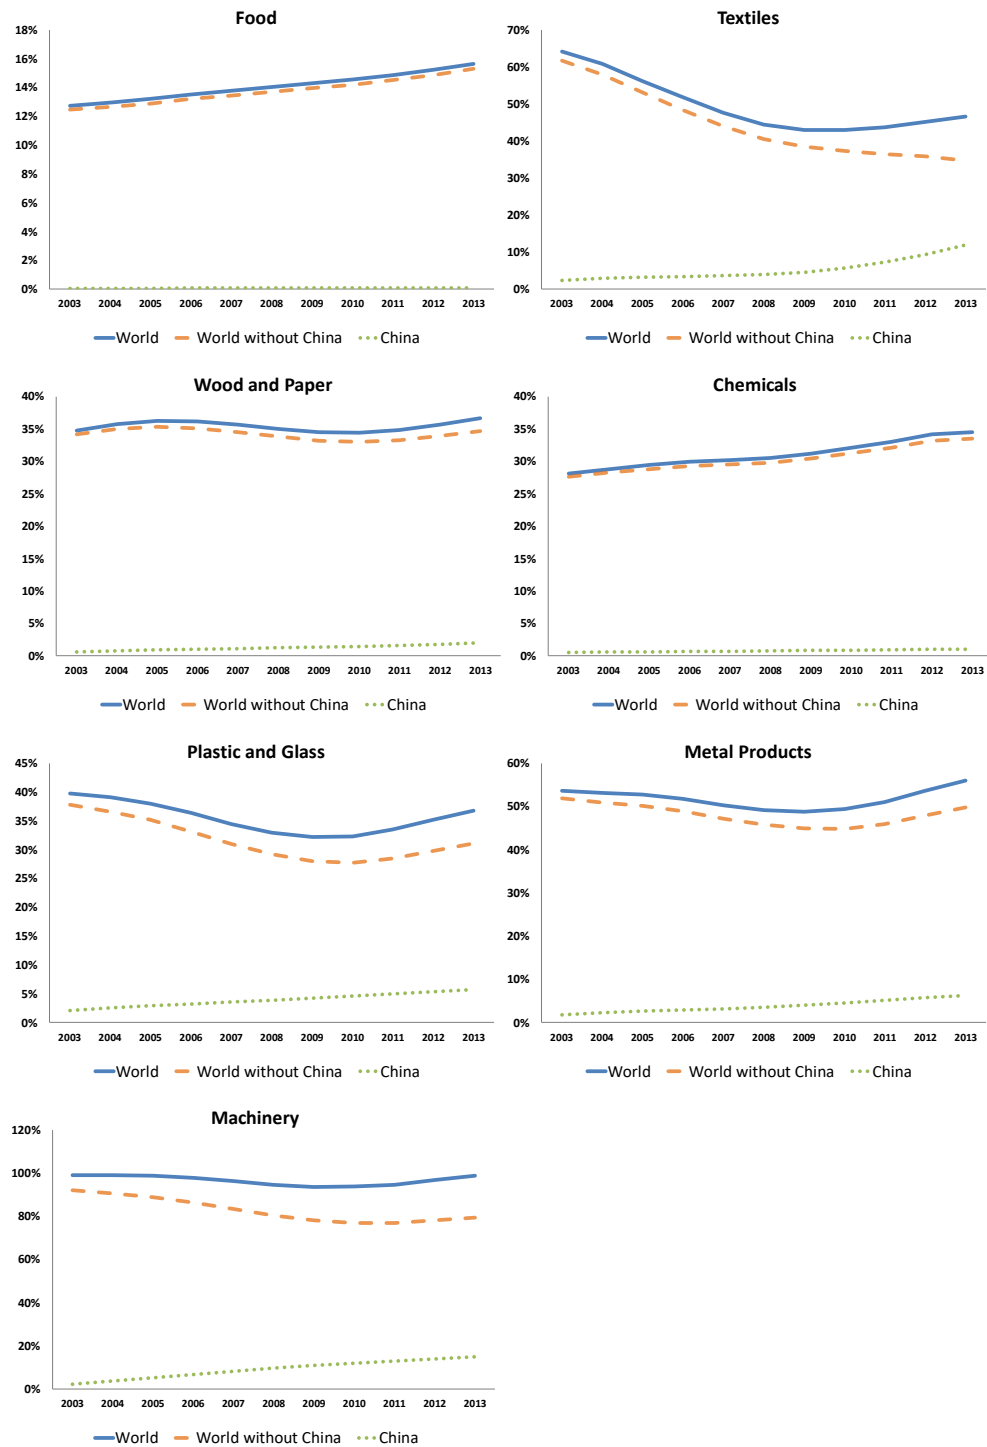 Food
18%
16%
14%
12%
10%
8%
6%
4%
2%
0%
2003 2004 2005 2006 2007 2008 2009 2010 2011 2012 2013
World World without China China
Textiles
70%
60%
50%
40%
30%
20%
10%
0%
2003 2004 2005 2006 2007 2008 2009 2010 2011 2012 2013
World World without China China
Wood and Paper
40%
35%
30%
25%
20%
15%
10%
5%
0%
2003 2004 2005 2006 2007 2008 2009 2010 2011 2012 2013
World World without China China
Chemicals
40%
35%
30%
25%
20%
15%
10%
5%
0%
2003 2004 2005 2006 2007 2008 2009 2010 2011 2012 2013
World World without China China
Plastic and Glass
45%
40%
35%
30%
25%
20%
15%
10%
5%
0%
2003 2004 2005 2006 2007 2008 2009 2010 2011 2012 2013
World World without China China
Metal Products
60%
50%
40%
30%
20%
10%
0%
2003 2004 2005 2006 2007 2008 2009 2010 2011 2012 2013
World World without China China
Machinery
120%
100%
80%
60%
40%
20%
0%
2003 2004 2005 2006 2007 2008 2009 2010 2011 2012 2013
World World without China China